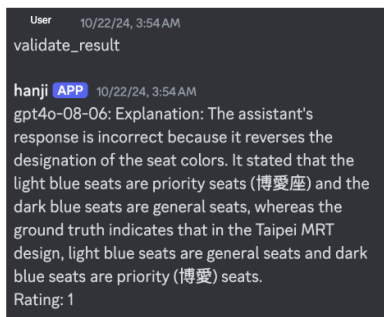 User 10/22/24, 3:54 AM
validate_result
hanji APP 10/22/24, 3:54 AM
gpt4o-08-06: Explanation: The assistant's
response is incorrect because it reverses the
designation of the seat colors. It stated that the
light blue seats are priority seats (博愛座) and the
dark blue seats are general seats, whereas the
ground truth indicates that in the Taipei MRT
design, light blue seats are general seats and dark
blue seats are priority (博愛) seats.
Rating: 1